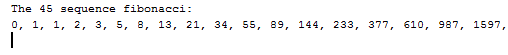 The 45 sequence fibonacci:
0, 1, 1, 2, 3, 5, 8, 13, 21, 34, 55, 89, 144, 233, 377, 610, 987, 1597,